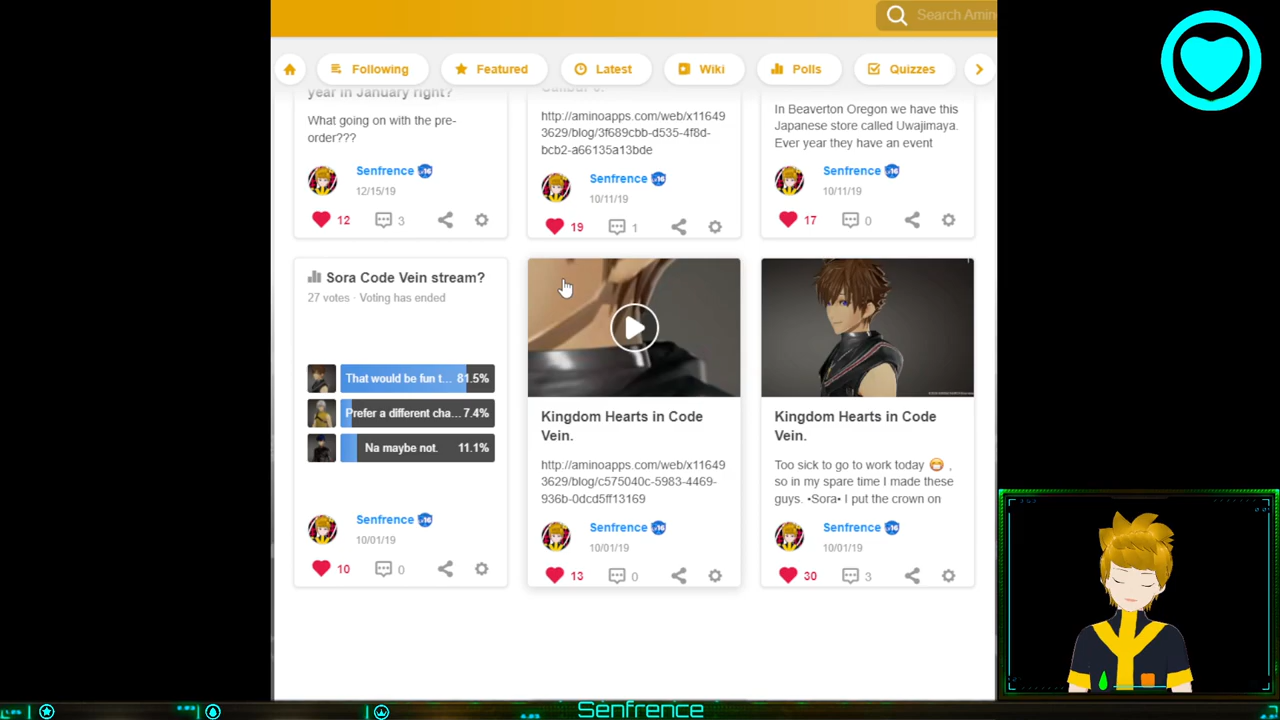 Search Amin
Following
Featured
Latest
Wiki
Polls
Quizzes
year in January right?
What going on with the pre-
order???
Senfrence
12/15/19
12
3
http://aminoapps.com/web/x11649
3629/blog/3f689cbb-d535-4f8d-
bcb2-a66135a13bde
Senfrence
10/11/19
19
1
In Beaverton Oregon we have this
Japanese store called Uwajimaya.
Ever year they have an event
Senfrence
10/11/19
17
0
Sora Code Vein stream?
27 votes · Voting has ended
That would be fun t... 81.5%
Prefer a different cha... 7.4%
Na maybe not. 11.1%
Senfrence
10/01/19
10
0
Kingdom Hearts in Code
Vein.
http://aminoapps.com/web/x11649
3629/blog/c575040c-5983-4469-
936b-0dcd5ff13169
Senfrence
10/01/19
13
0
Kingdom Hearts in Code
Vein.
Too sick to go to work today 😷 ,
so in my spare time I made these
guys. •Sora• I put the crown on
Senfrence
10/01/19
30
3
Senfrence